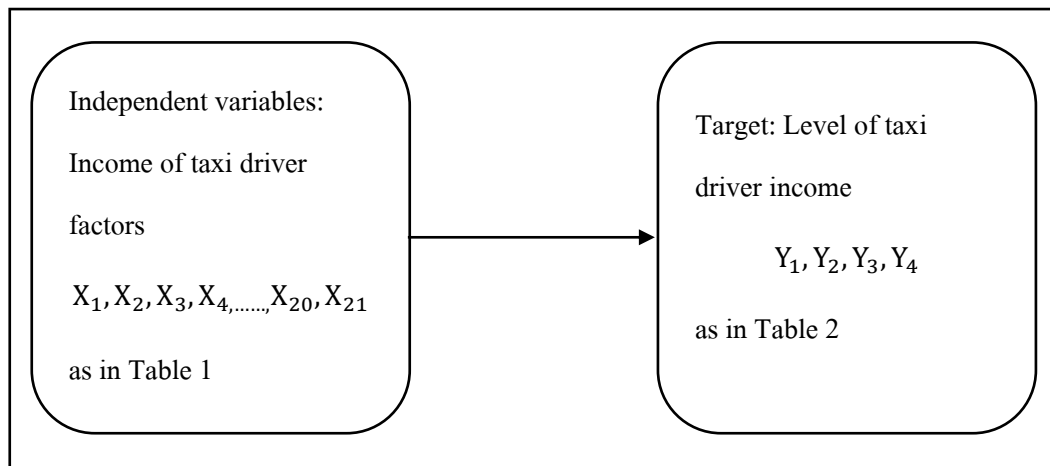 Independent variables:
Income of taxi driver
factors
X₁, X₂, X₃, X₄,……,X₂₀, X₂₁
as in Table 1
Target: Level of taxi
driver income
Y₁, Y₂, Y₃, Y₄
as in Table 2